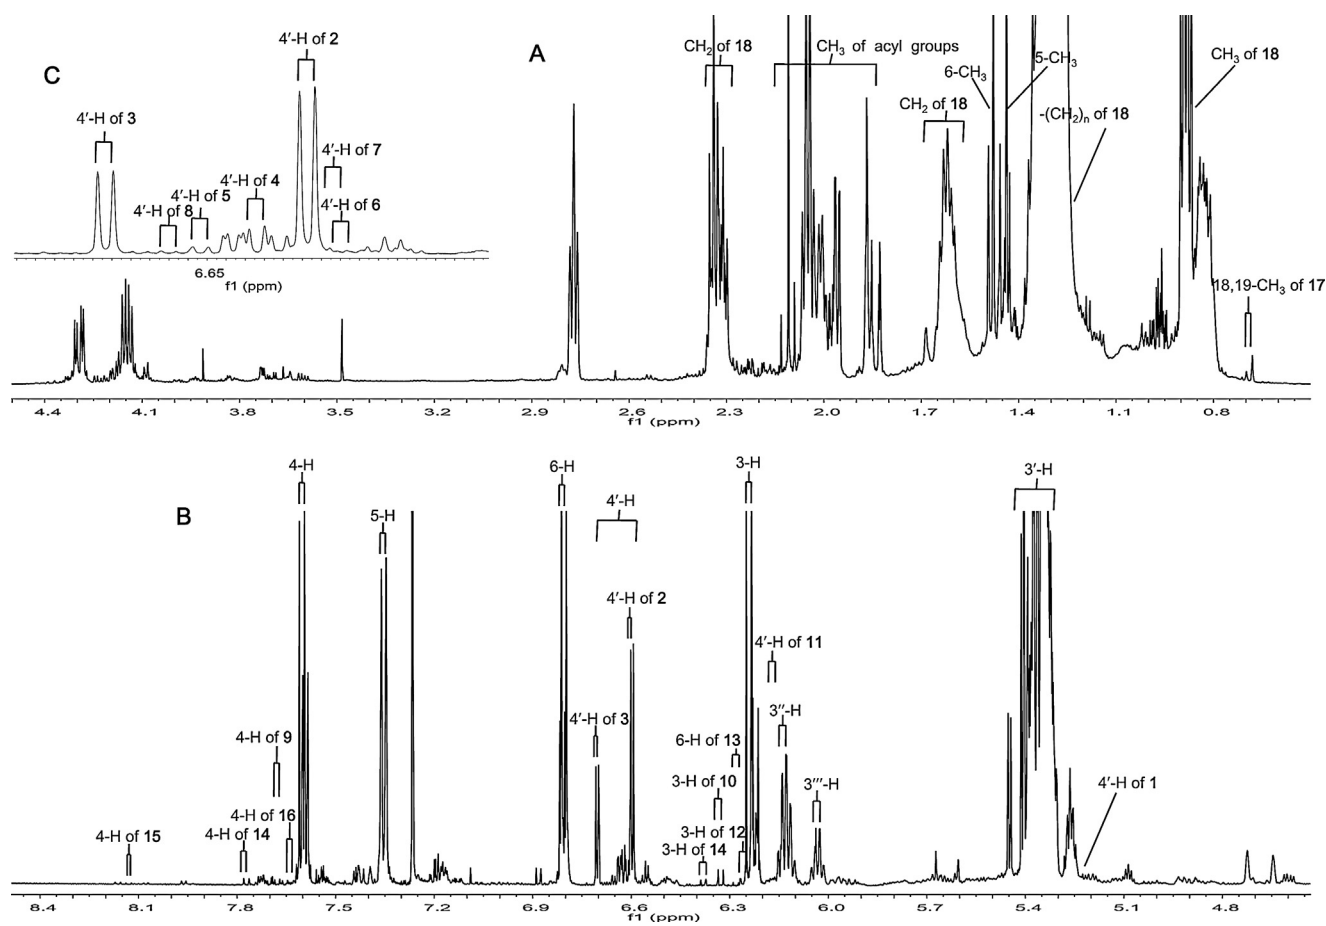 C
4′-H of 2
4′-H of 3
4′-H of 7
4′-H of 4
4′-H of 5
4′-H of 8
4′-H of 6
6.65
f1 (ppm)
A
CH2 of 18
CH3 of acyl groups
6-CH3
5-CH3
CH3 of 18
CH2 of 18
-(CH2)n of 18
18,19-CH3 of 17
4.4 4.1 3.8 3.5 3.2 2.9 2.6 2.3 2.0 1.7 1.4 1.1 0.8
f1 (ppm)
B
4-H
6-H
3-H
3′-H
5-H
4′-H
4′-H of 2
4′-H of 11
4′-H of 3
3″-H
4-H of 9
6-H of 13
3-H of 10
3‴-H
4′-H of 1
4-H of 16
4-H of 15
4-H of 14
3-H of 12
3-H of 14
8.4 8.1 7.8 7.5 7.2 6.9 6.6 6.3 6.0 5.7 5.4 5.1 4.8
f1 (ppm)